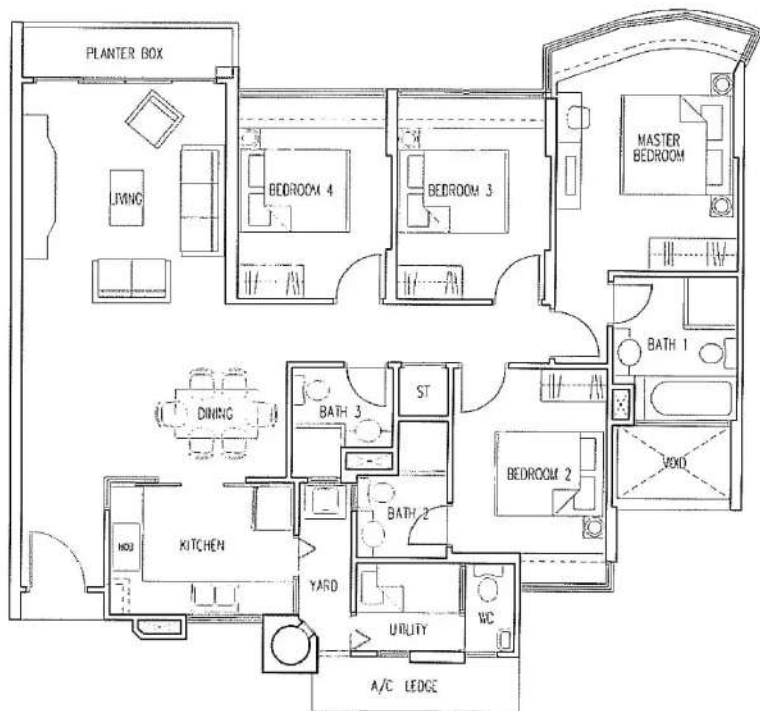 PLANTER BOX
MASTER
BEDROOM
BEDROOM 4
BEDROOM 3
LIVING
BATH 1
ST
DINING
BATH 3
BEDROOM 2
VOID
BATH 2
KITCHEN
HOB
YARD
UTILITY
WC
A/C LEDGE